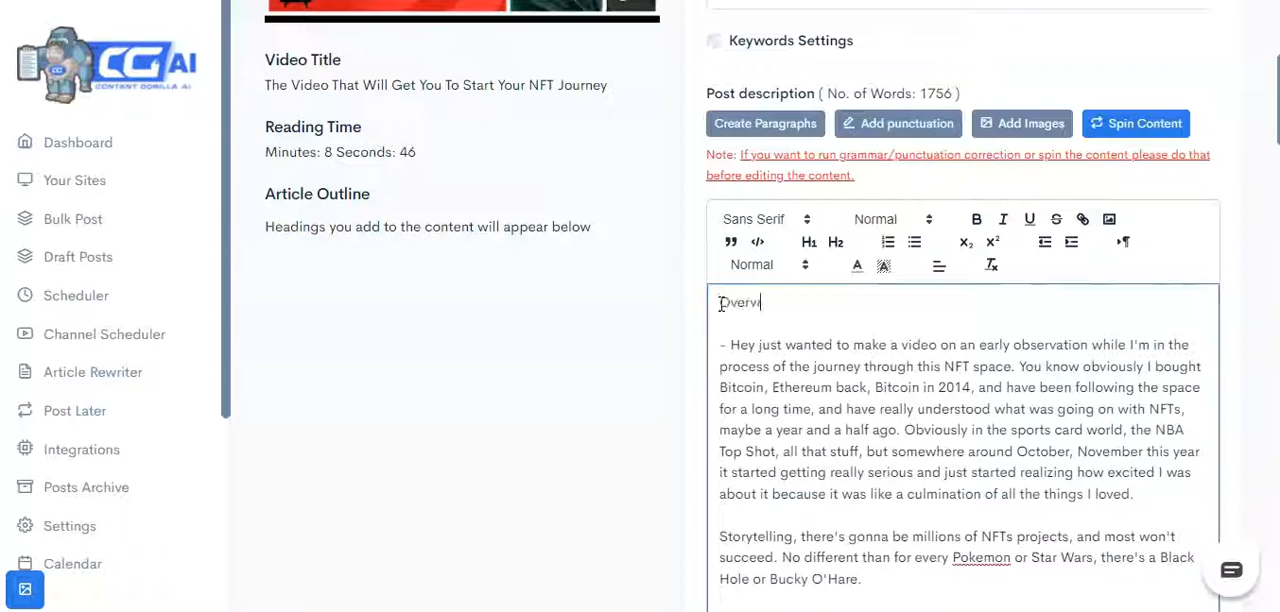 CGAI
CONTENT GORILLA AI
Dashboard
Your Sites
Bulk Post
Draft Posts
Scheduler
Channel Scheduler
Article Rewriter
Post Later
Integrations
Posts Archive
Settings
Calendar
Video Title
The Video That Will Get You To Start Your NFT Journey
Reading Time
Minutes: 8 Seconds: 46
Article Outline
Headings you add to the content will appear below
Keywords Settings
Post description ( No. of Words: 1756 )
Create Paragraphs Add punctuation Add Images Spin Content
Note: If you want to run grammar/punctuation correction or spin the content please do that
before editing the content.
Sans Serif Normal B I U S
H1 H2 X2 X2
Normal A A Tx
Overvi
- Hey just wanted to make a video on an early observation while I'm in the
process of the journey through this NFT space. You know obviously I bought
Bitcoin, Ethereum back, Bitcoin in 2014, and have been following the space
for a long time, and have really understood what was going on with NFTs,
maybe a year and a half ago. Obviously in the sports card world, the NBA
Top Shot, all that stuff, but somewhere around October, November this year
it started getting really serious and just started realizing how excited I was
about it because it was like a culmination of all the things I loved.
Storytelling, there's gonna be millions of NFTs projects, and most won't
succeed. No different than for every Pokemon or Star Wars, there's a Black
Hole or Bucky O'Hare.